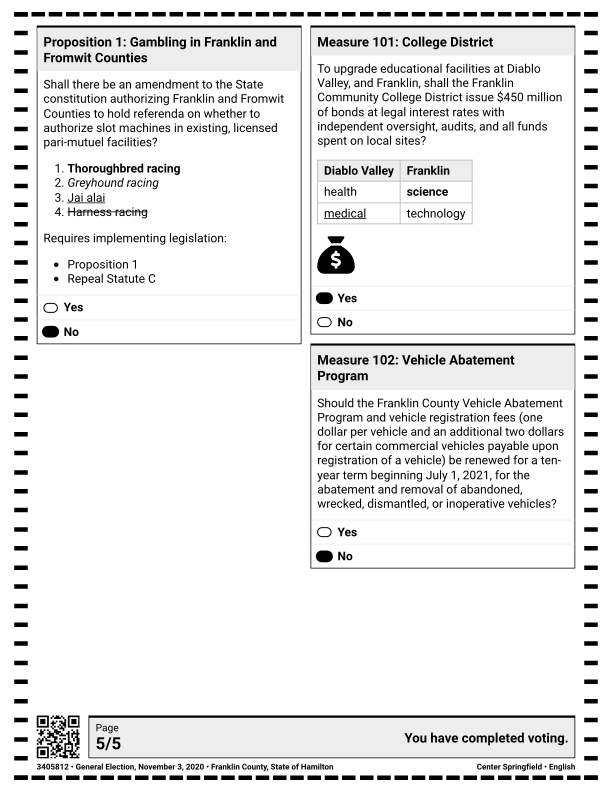 Proposition 1: Gambling in Franklin and
Fromwit Counties
Shall there be an amendment to the State
constitution authorizing Franklin and Fromwit
Counties to hold referenda on whether to
authorize slot machines in existing, licensed
pari-mutuel facilities?
1. Thoroughbred racing
2. Greyhound racing
3. Jai alai
4. Harness racing
Requires implementing legislation:
• Proposition 1
• Repeal Statute C
Yes
No
Measure 101: College District
To upgrade educational facilities at Diablo
Valley, and Franklin, shall the Franklin
Community College District issue $450 million
of bonds at legal interest rates with
independent oversight, audits, and all funds
spent on local sites?
Diablo Valley Franklin
health science
medical technology
$
Yes
No
Measure 102: Vehicle Abatement
Program
Should the Franklin County Vehicle Abatement
Program and vehicle registration fees (one
dollar per vehicle and an additional two dollars
for certain commercial vehicles payable upon
registration of a vehicle) be renewed for a ten-
year term beginning July 1, 2021, for the
abatement and removal of abandoned,
wrecked, dismantled, or inoperative vehicles?
Yes
No
Page
5/5
You have completed voting.
3405812 • General Election, November 3, 2020 • Franklin County, State of Hamilton
Center Springfield • English